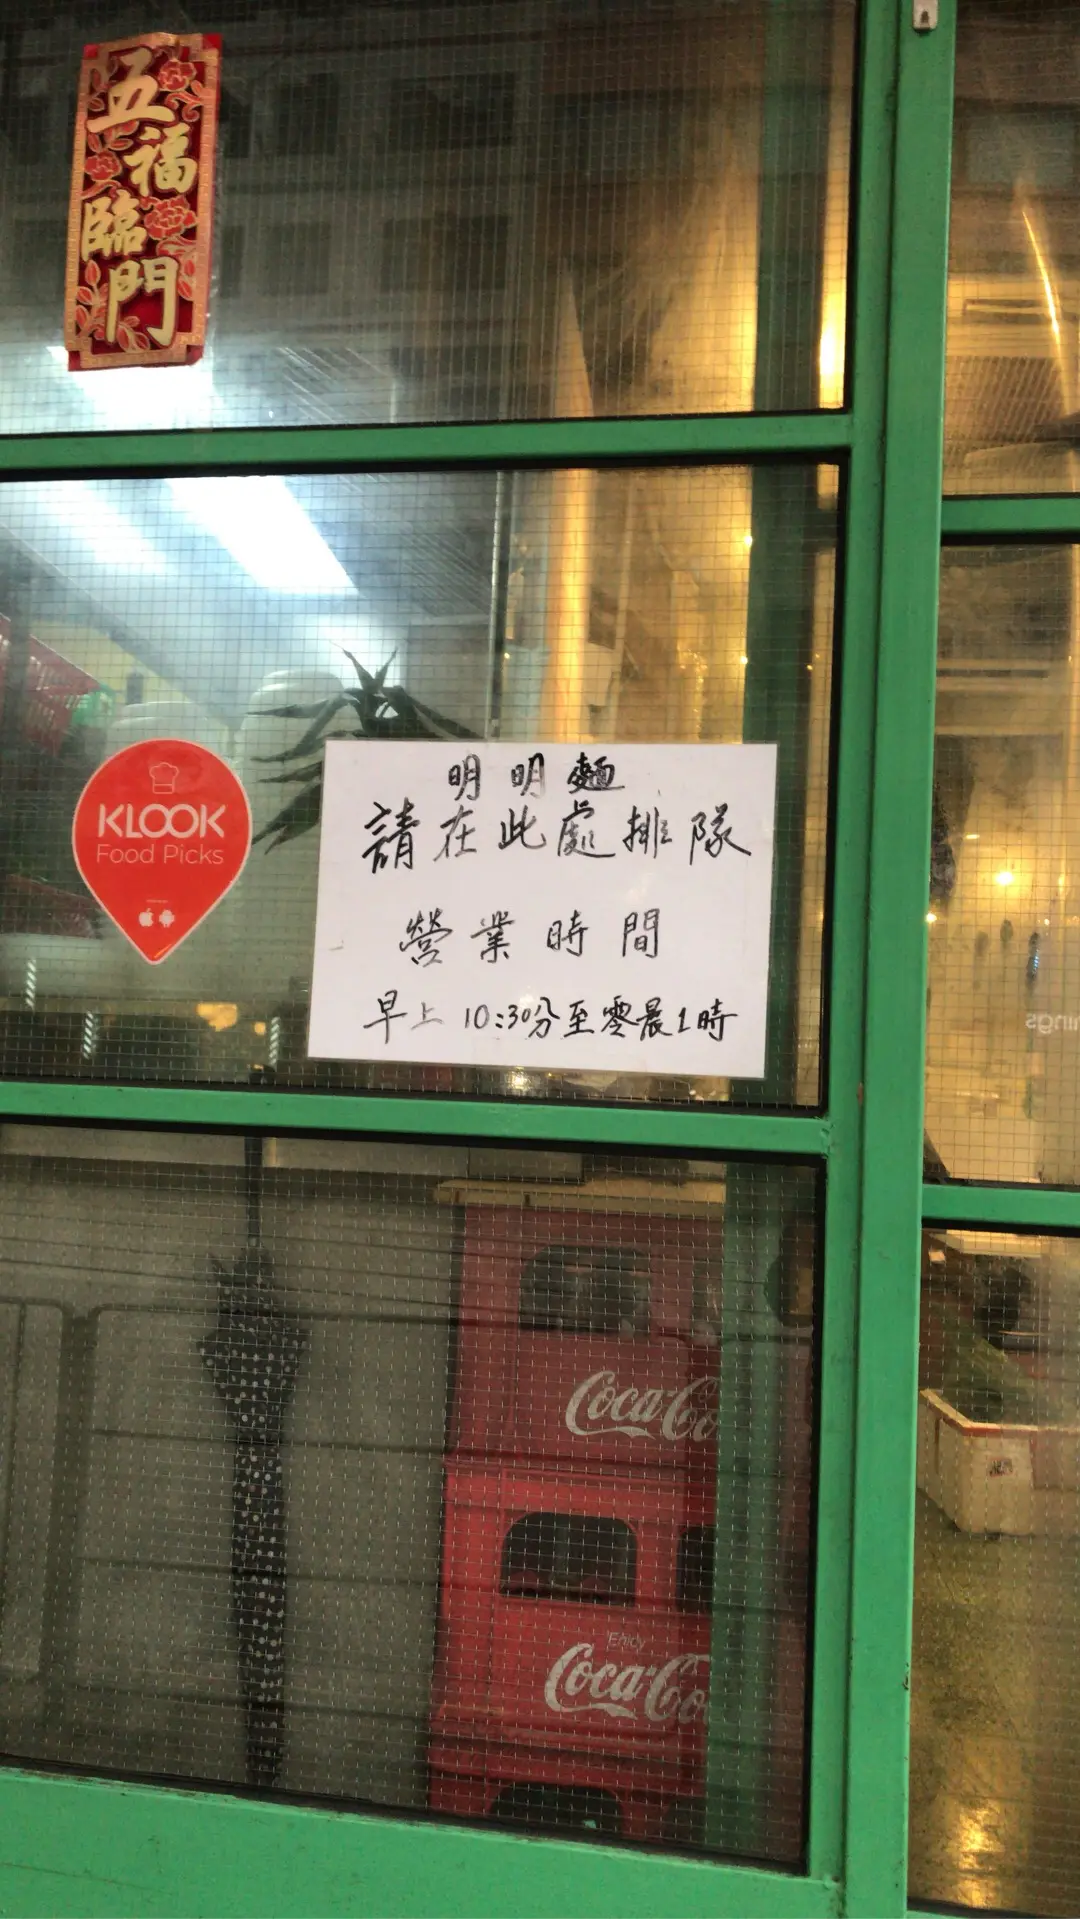 五福臨門
KLOOK
Food Picks
明明麵
請在此處排隊
營業時間
早上 10:30分至零晨1時
Coca-Co
Enjoy
Coca-Co